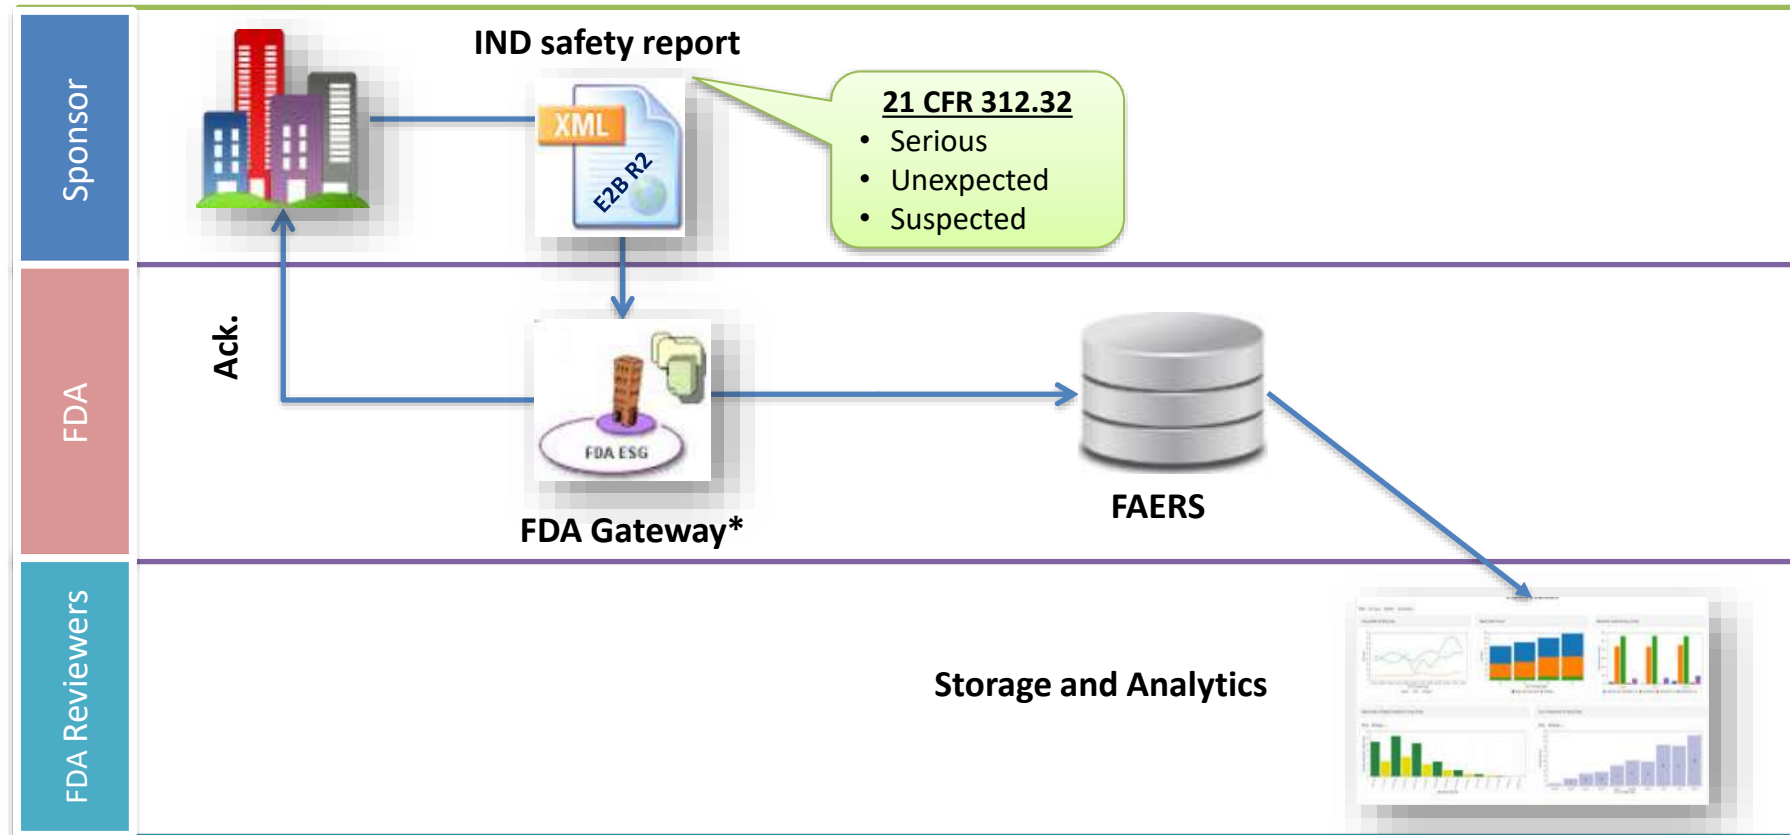 Sponsor
IND safety report
XML
E2B R2
21 CFR 312.32
• Serious
• Unexpected
• Suspected
FDA
Ack.
FDA ESG
FDA Gateway*
FAERS
FDA Reviewers
Storage and Analytics